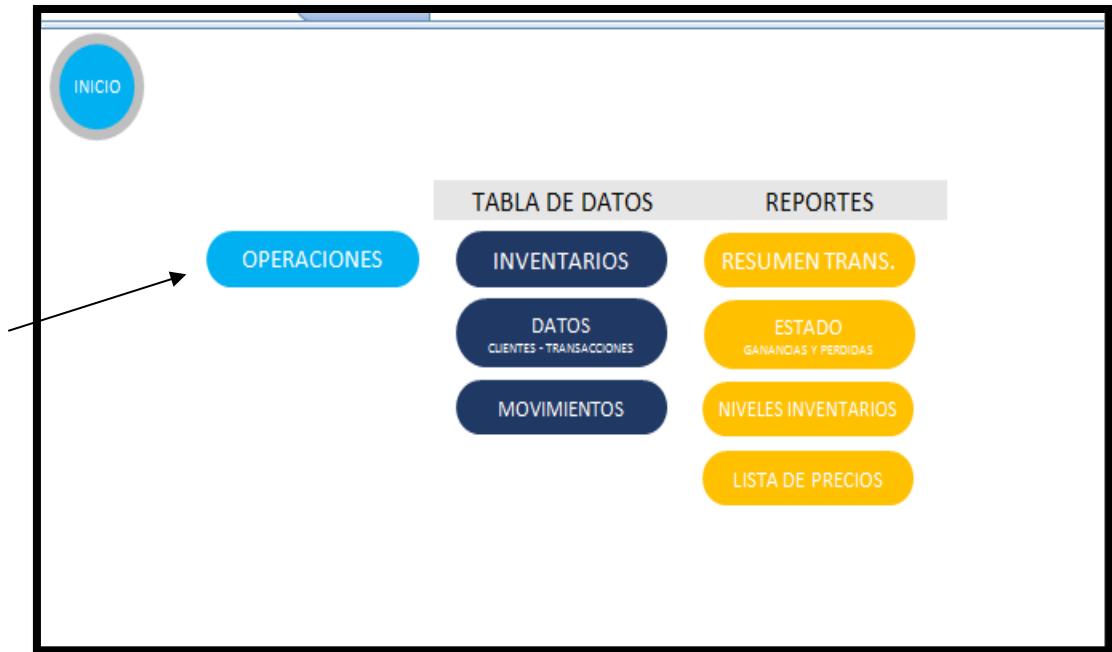 INICIO
TABLA DE DATOS
REPORTES
OPERACIONES
INVENTARIOS
RESUMEN TRANS.
DATOS
CLIENTES - TRANSACCIONES
ESTADO
GANANCIAS Y PERDIDAS
MOVIMIENTOS
NIVELES INVENTARIOS
LISTA DE PRECIOS